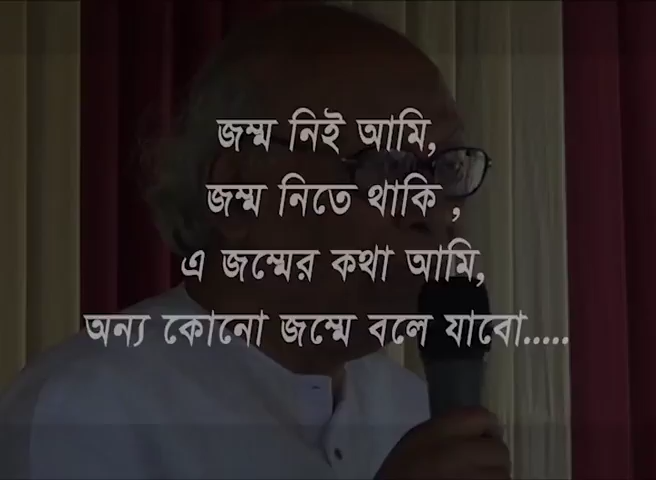 জন্ম নিই আমি,
জন্ম নিতে থাকি ,
এ জন্মের কথা আমি,
অন্য কোনো জন্মে বলে যাবো.....